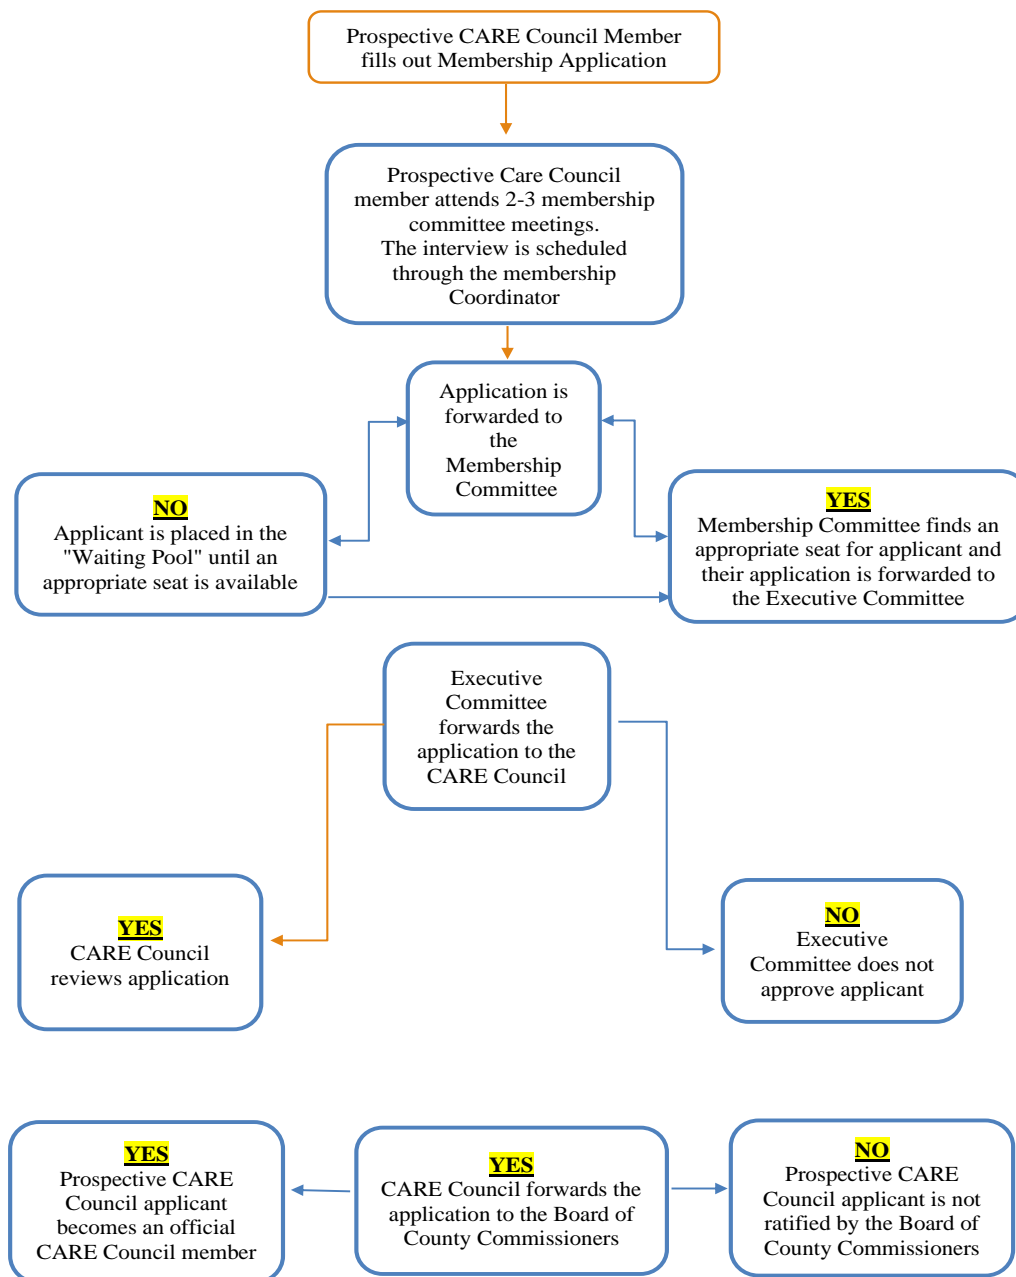 Prospective CARE Council Member
fills out Membership Application
Prospective Care Council
member attends 2-3 membership
committee meetings.
The interview is scheduled
through the membership
Coordinator
Application is
forwarded to
the
Membership
Committee
NO
Applicant is placed in the
"Waiting Pool" until an
appropriate seat is available
YES
Membership Committee finds an
appropriate seat for applicant and
their application is forwarded to
the Executive Committee
Executive
Committee
forwards the
application to the
CARE Council
YES
CARE Council
reviews application
NO
Executive
Committee does not
approve applicant
YES
Prospective CARE
Council applicant
becomes an official
CARE Council member
YES
CARE Council forwards the
application to the Board of
County Commissioners
NO
Prospective CARE
Council applicant is not
ratified by the Board of
County Commissioners